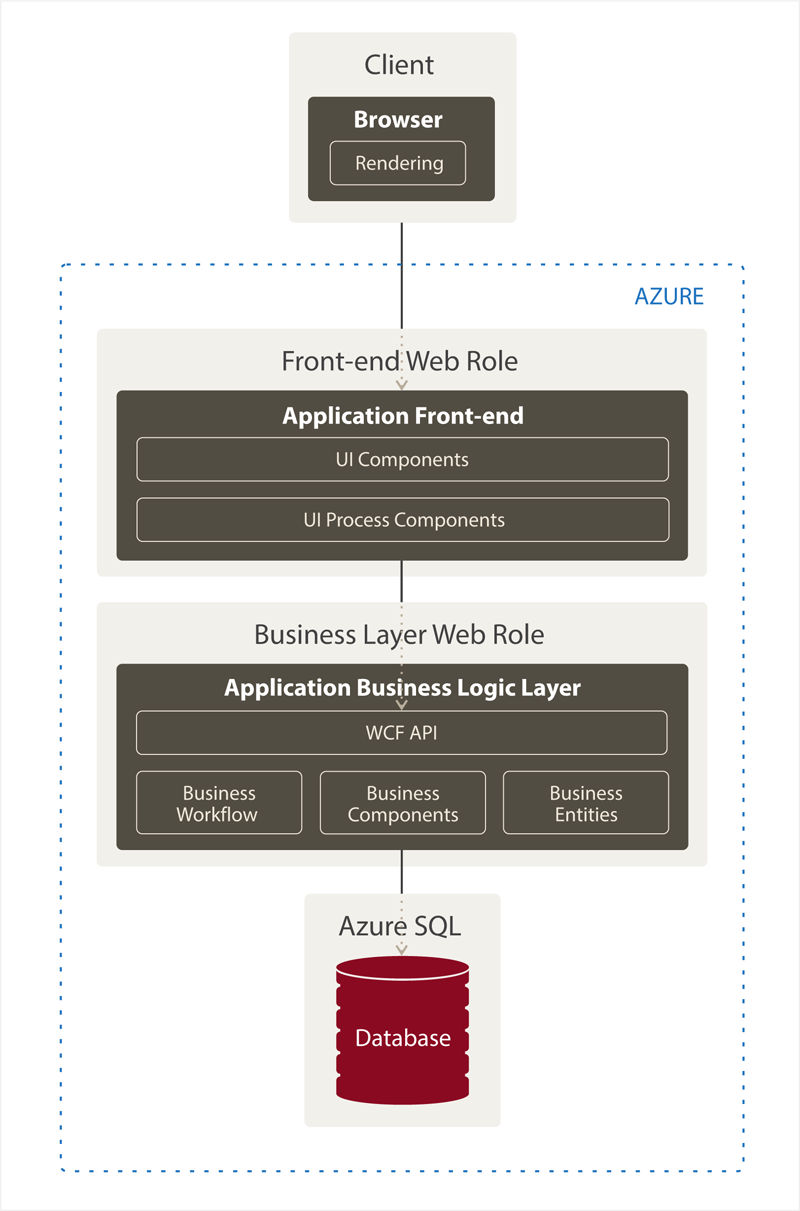 Client
Browser
Rendering
AZURE
Front-end Web Role
Application Front-end
UI Components
UI Process Components
Business Layer Web Role
Application Business Logic Layer
WCF API
Business
Workflow
Business
Components
Business
Entities
Azure SQL
Database